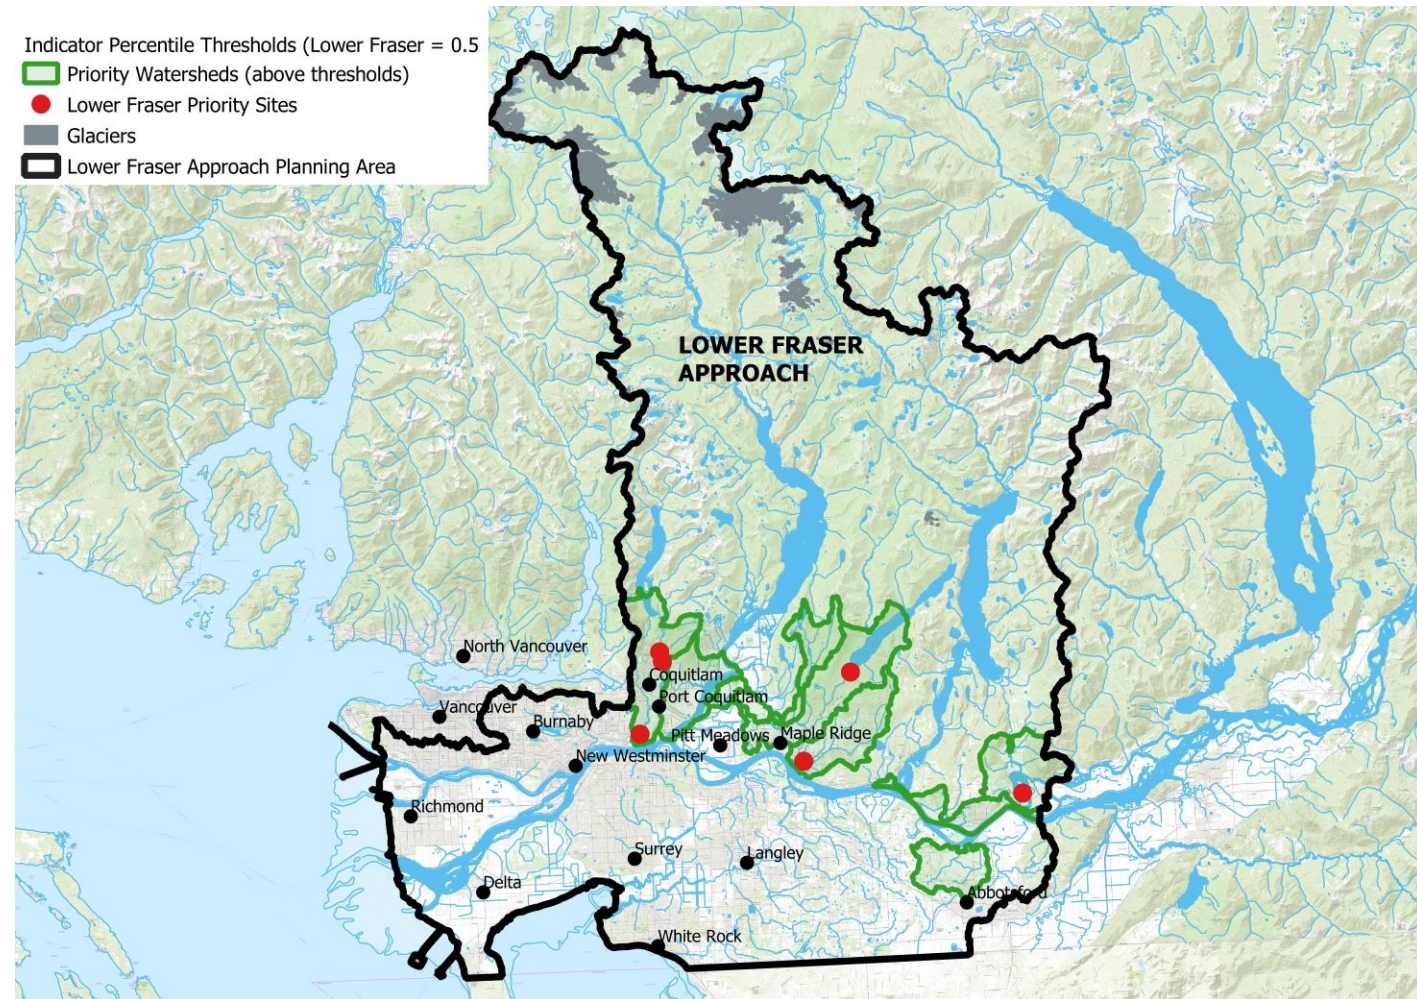 Indicator Percentile Thresholds (Lower Fraser = 0.5
Priority Watersheds (above thresholds)
Lower Fraser Priority Sites
Glaciers
Lower Fraser Approach Planning Area
LOWER FRASER
APPROACH
North Vancouver
Coquitlam
Port Coquitlam
Vancouver
Burnaby
Pitt Meadows
Maple Ridge
New Westminster
Richmond
Surrey
Langley
Delta
Abbotsford
White Rock